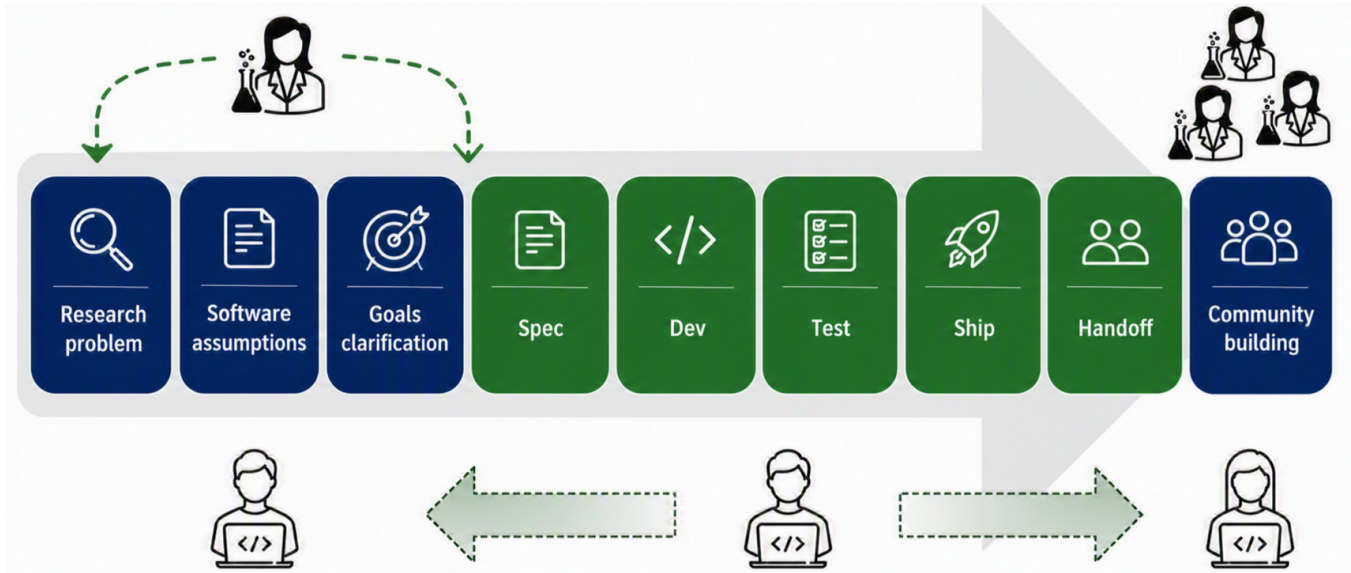 Research
problem
Software
assumptions
Goals
clarification
Spec
Dev
Test
Ship
Handoff
Community
building
</>
</>
</>
</>